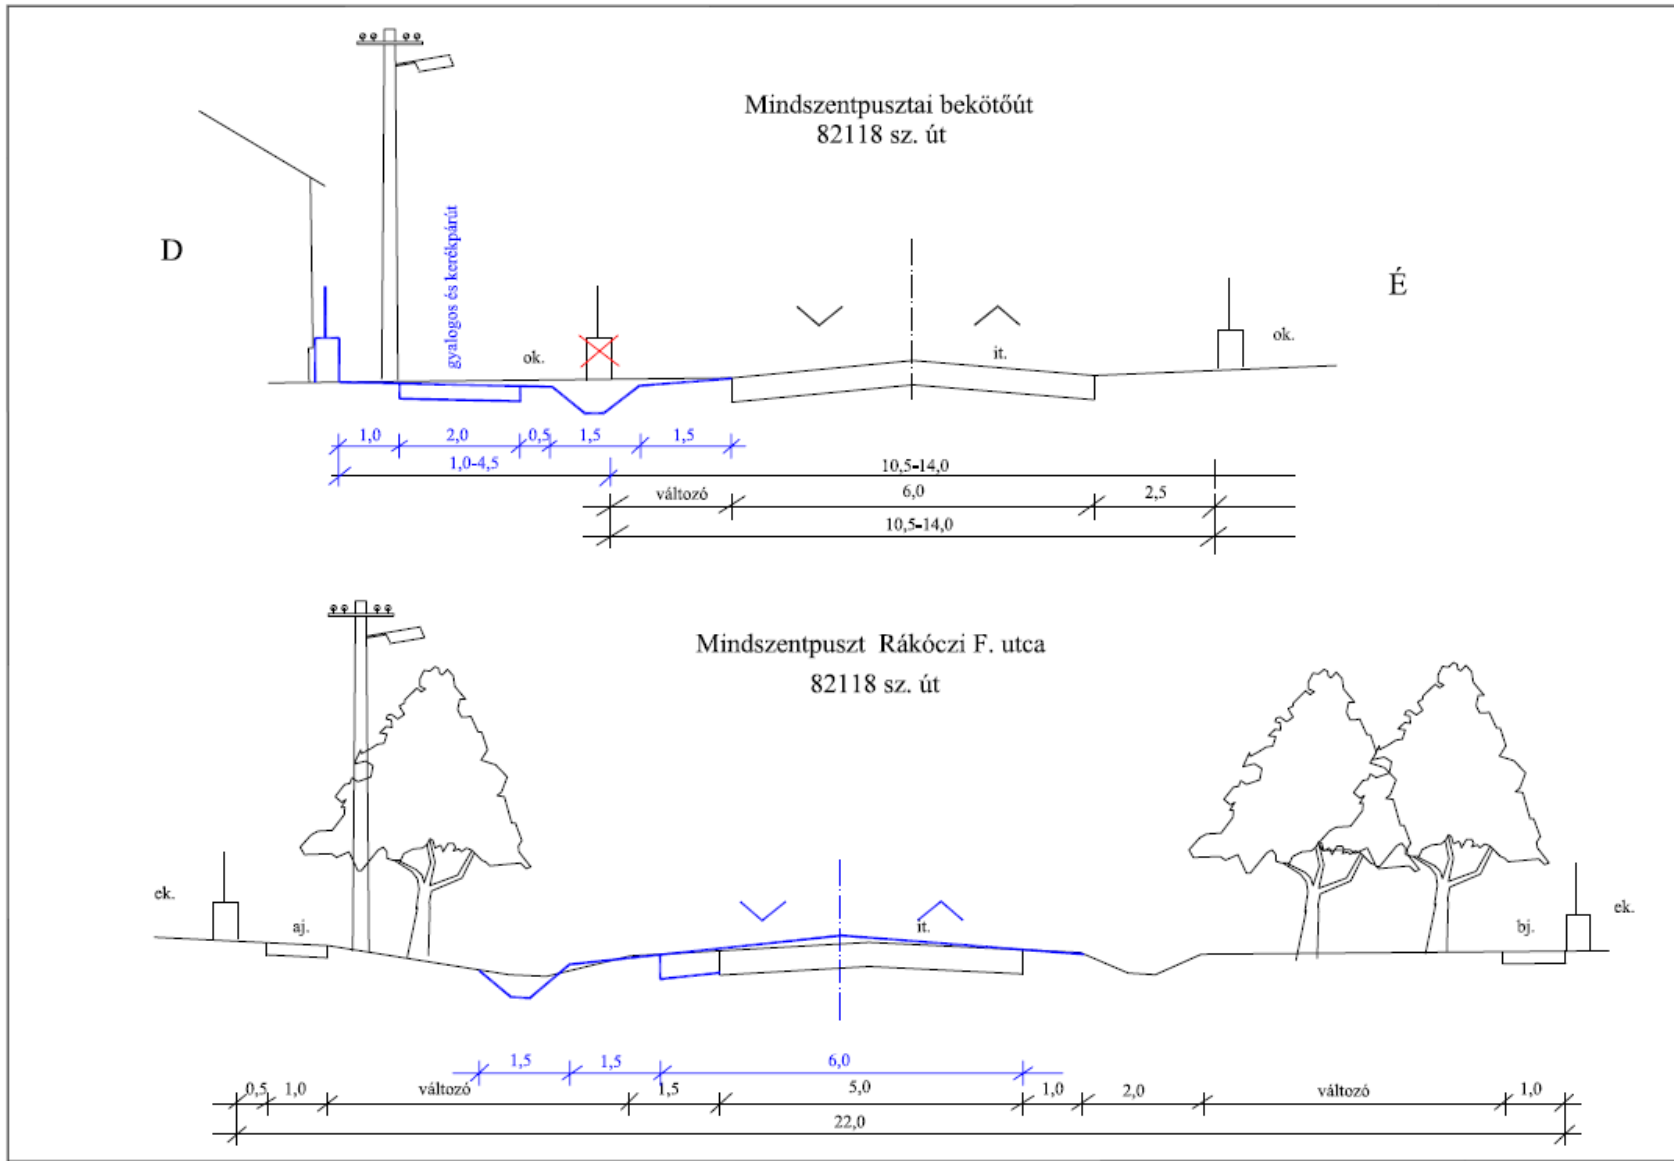 Mindszentpusztai bekötőút
82118 sz. út
D
É
gyalogos és kerékpárút
ok.
it.
ok.
1,0 2,0 0,5 1,5 1,5
1,0-4,5 10,5-14,0
változó 6,0 2,5
10,5-14,0
Mindszentpuszt Rákóczi F. utca
82118 sz. út
ek.
aj.
it.
bj.
ek.
1,5 1,5 6,0
0,5 1,0 változó 1,5 5,0 1,0 2,0 változó 1,0
22,0